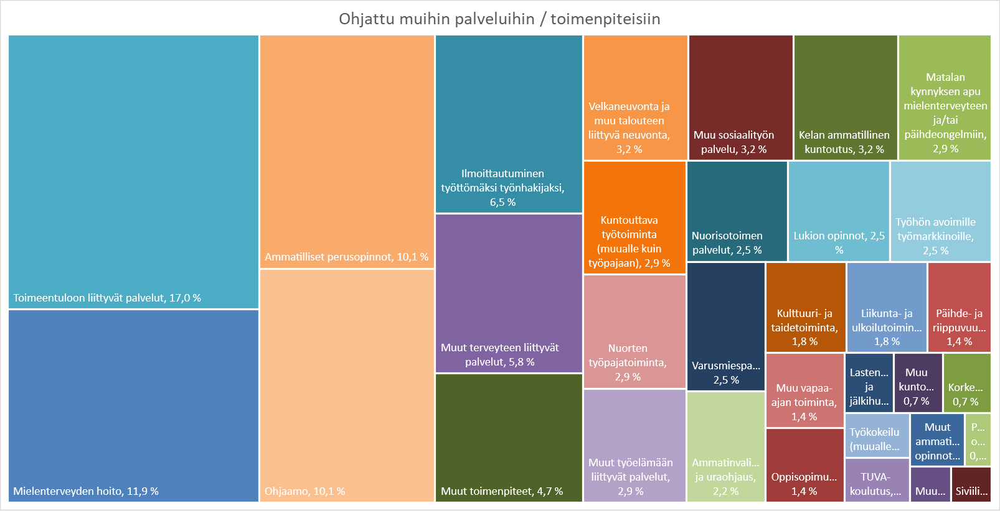 Ohjattu muihin palveluihin / toimenpiteisiin
Toimeentuloon liittyvät palvelut, 17,0 %
Mielenterveyden hoito, 11,9 %
Ammatilliset perusopinnot, 10,1 %
Ohjaamo, 10,1 %
Ilmoittautuminen
työttömäksi työnhakijaksi,
6,5 %
Muut terveyteen liittyvät
palvelut, 5,8 %
Muut toimenpiteet, 4,7 %
Velkaneuvonta ja
muu talouteen
liittyvä neuvonta,
3,2 %
Muu sosiaalityön
palvelu, 3,2 %
Kelan ammatillinen
kuntoutus, 3,2 %
Matalan
kynnyksen apu
mielenterveyteen
ja/tai
päihdeongelmiin,
2,9 %
Kuntouttava
työtoiminta
(muualle kuin
työpajaan), 2,9 %
Nuorten
työpajatoiminta,
2,9 %
Muut työelämään
liittyvät palvelut,
2,9 %
Nuorisotoimen
palvelut, 2,5 %
Lukion opinnot, 2,5
%
Työhön avoimille
työmarkkinoille,
2,5 %
Varusmiespa...
2,5 %
Ammatinvali...
ja uraohjaus,
2,2 %
Kulttuuri- ja
taidetoiminta,
1,8 %
Liikunta- ja
ulkoilutoimin...
1,8 %
Päihde- ja
riippuvuu...
1,4 %
Muu vapaa-
ajan toiminta,
1,4 %
Oppisopimu...
1,4 %
Lasten...
ja
jälkihu...
Muu
kunto...
0,7 %
Korke...
0,7 %
Työkokeilu
(muualle...
TUVA-
koulutus,...
Muut
ammati...
opinnot...
P...
o...
0,...
Muu...
Siviili...